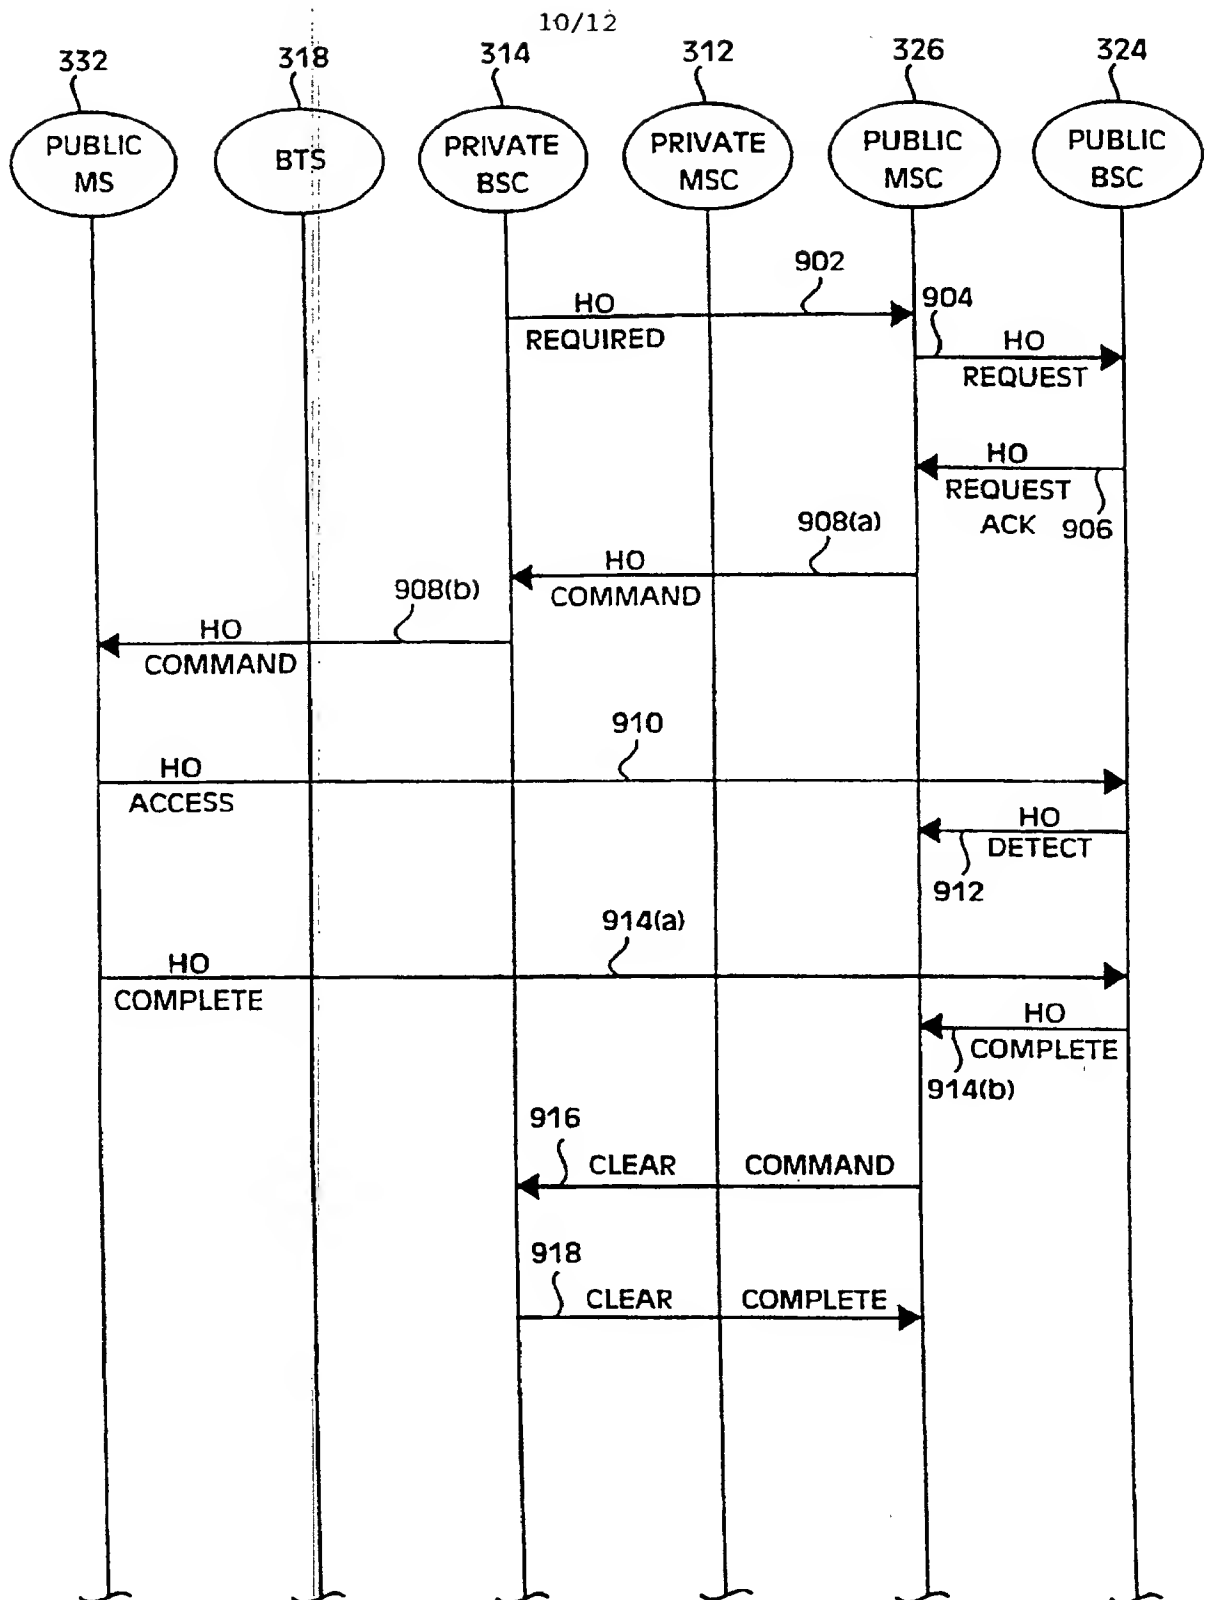 10/12
332
318
314
312
326
324
PUBLIC
MS
BTS
PRIVATE
BSC
PRIVATE
MSC
PUBLIC
MSC
PUBLIC
BSC
902
HO
REQUIRED
904
HO
REQUEST
HO
REQUEST
ACK
906
908(a)
HO
COMMAND
908(b)
HO
COMMAND
910
HO
ACCESS
HO
DETECT
912
914(a)
HO
COMPLETE
HO
COMPLETE
914(b)
916
CLEAR COMMAND
918
CLEAR COMPLETE